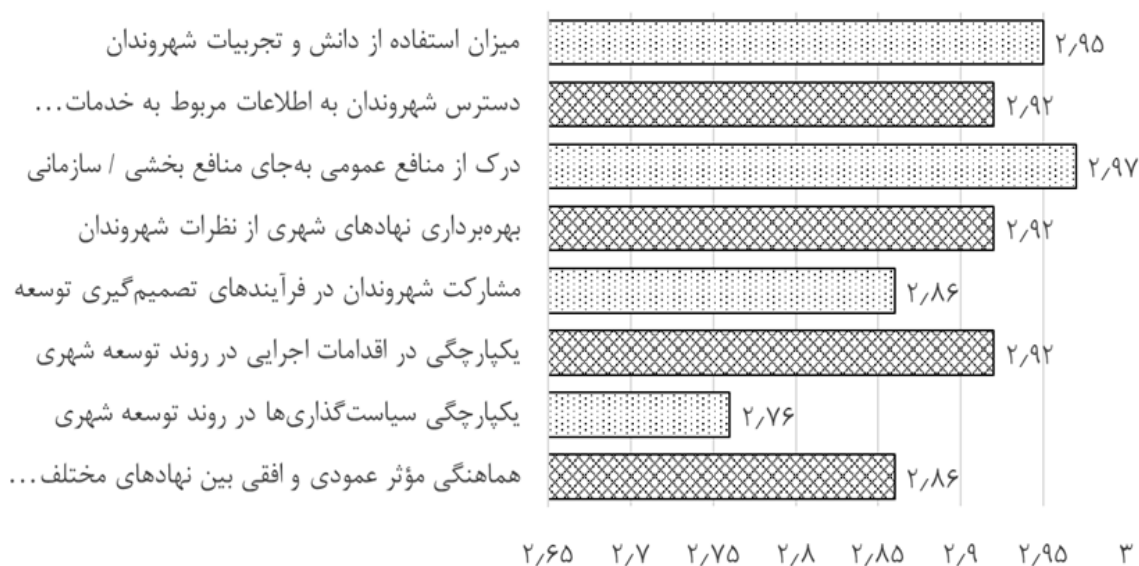 میزان استفاده از دانش و تجربیات شهروندان ۲٫۹۵
دسترس شهروندان به اطلاعات مربوط به خدمات... ۲٫۹۲
درک از منافع عمومی به‌جای منافع بخشی / سازمانی ۲٫۹۷
بهره‌برداری نهادهای شهری از نظرات شهروندان ۲٫۹۲
مشارکت شهروندان در فرآیندهای تصمیم‌گیری توسعه ۲٫۸۶
یکپارچگی در اقدامات اجرایی در روند توسعه شهری ۲٫۹۲
یکپارچگی سیاست‌گذاری‌ها در روند توسعه شهری ۲٫۷۶
هماهنگی مؤثر عمودی و افقی بین نهادهای مختلف... ۲٫۸۶
۲٫۶۵ ۲٫۷ ۲٫۷۵ ۲٫۸ ۲٫۸۵ ۲٫۹ ۲٫۹۵ ۳